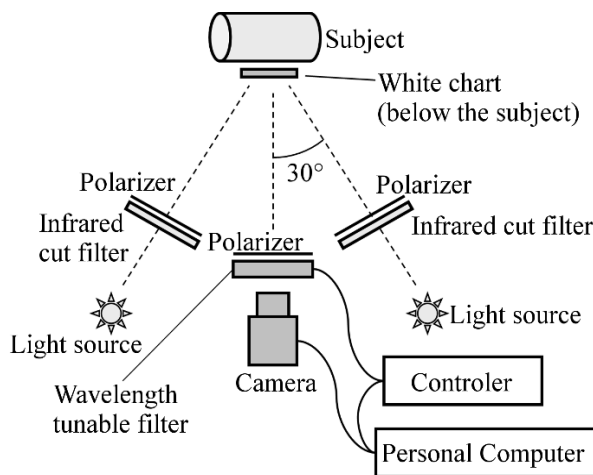 Subject
White chart
(below the subject)
30°
Polarizer
Infrared cut filter
Polarizer
Infrared
cut filter
Polarizer
Light source
Light source
Camera
Wavelength
tunable filter
Controler
Personal Computer